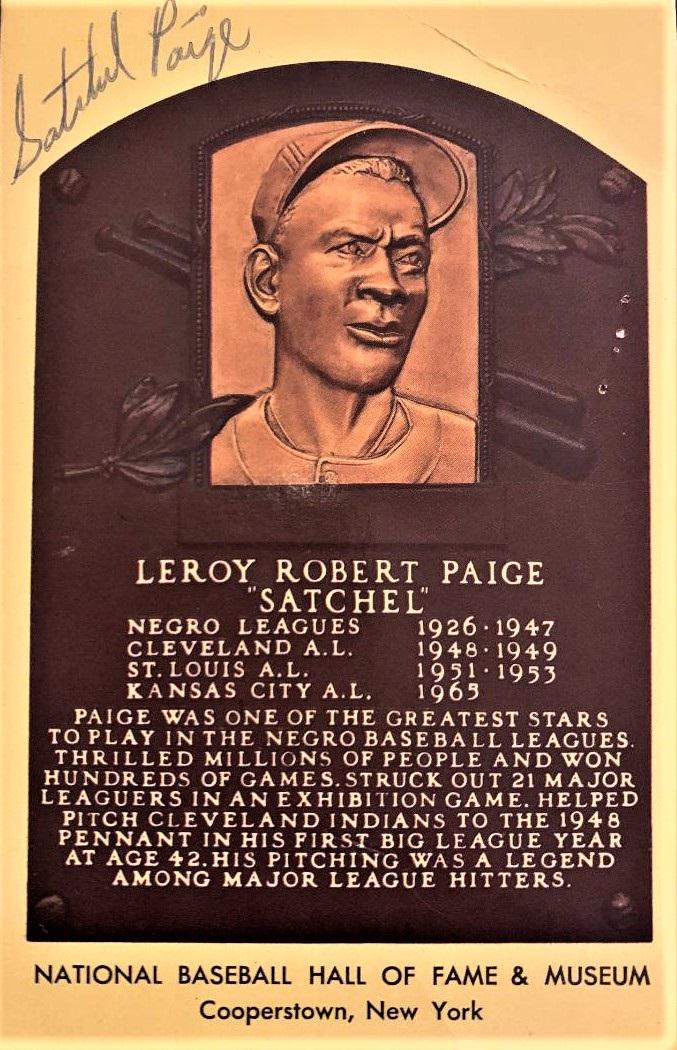 Satchel Paige
LEROY ROBERT PAIGE
"SATCHEL"
NEGRO LEAGUES 1926·1947
CLEVELAND A.L. 1948·1949
ST. LOUIS A.L. 1951·1953
KANSAS CITY A.L. 1965
PAIGE WAS ONE OF THE GREATEST STARS
TO PLAY IN THE NEGRO BASEBALL LEAGUES.
THRILLED MILLIONS OF PEOPLE AND WON
HUNDREDS OF GAMES. STRUCK OUT 21 MAJOR
LEAGUERS IN AN EXHIBITION GAME. HELPED
PITCH CLEVELAND INDIANS TO THE 1948
PENNANT IN HIS FIRST BIG LEAGUE YEAR
AT AGE 42. HIS PITCHING WAS A LEGEND
AMONG MAJOR LEAGUE HITTERS.
NATIONAL BASEBALL HALL OF FAME & MUSEUM
Cooperstown, New York